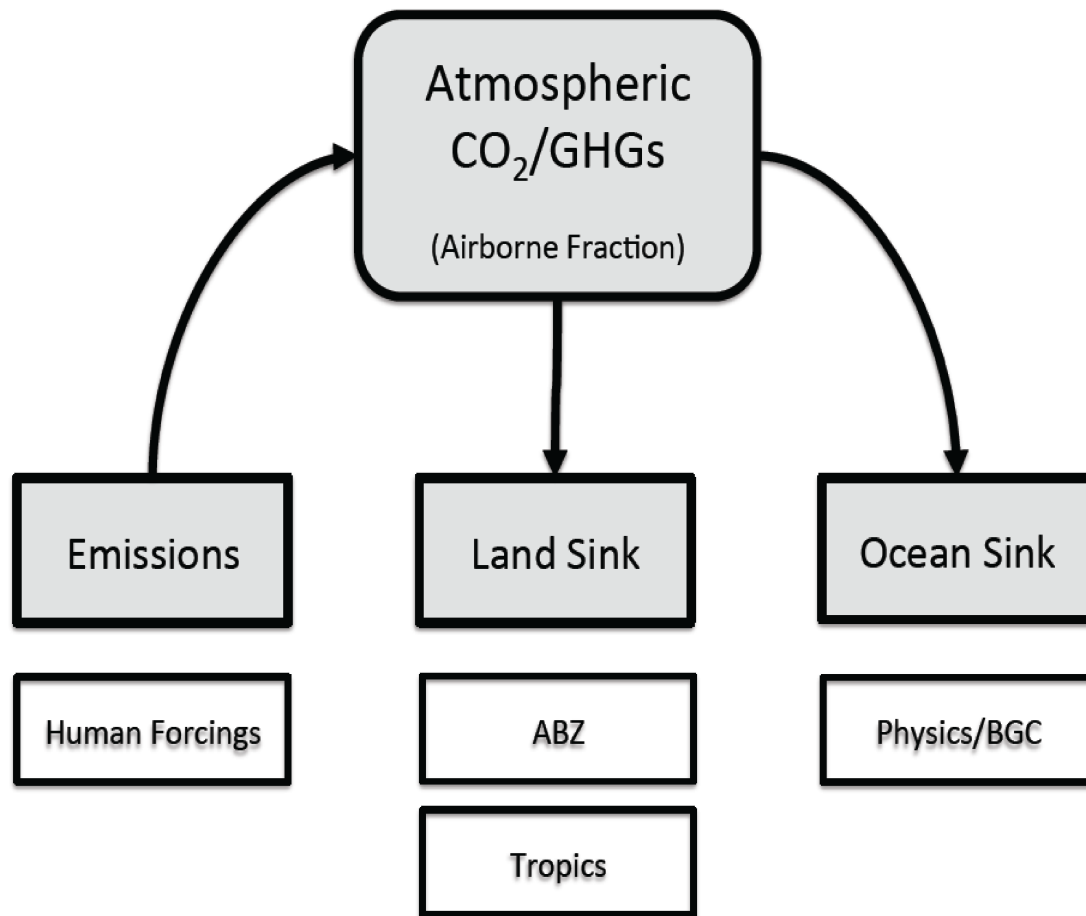 Atmospheric
CO₂/GHGs
(Airborne Fraction)
Emissions
Land Sink
Ocean Sink
Human Forcings
ABZ
Physics/BGC
Tropics